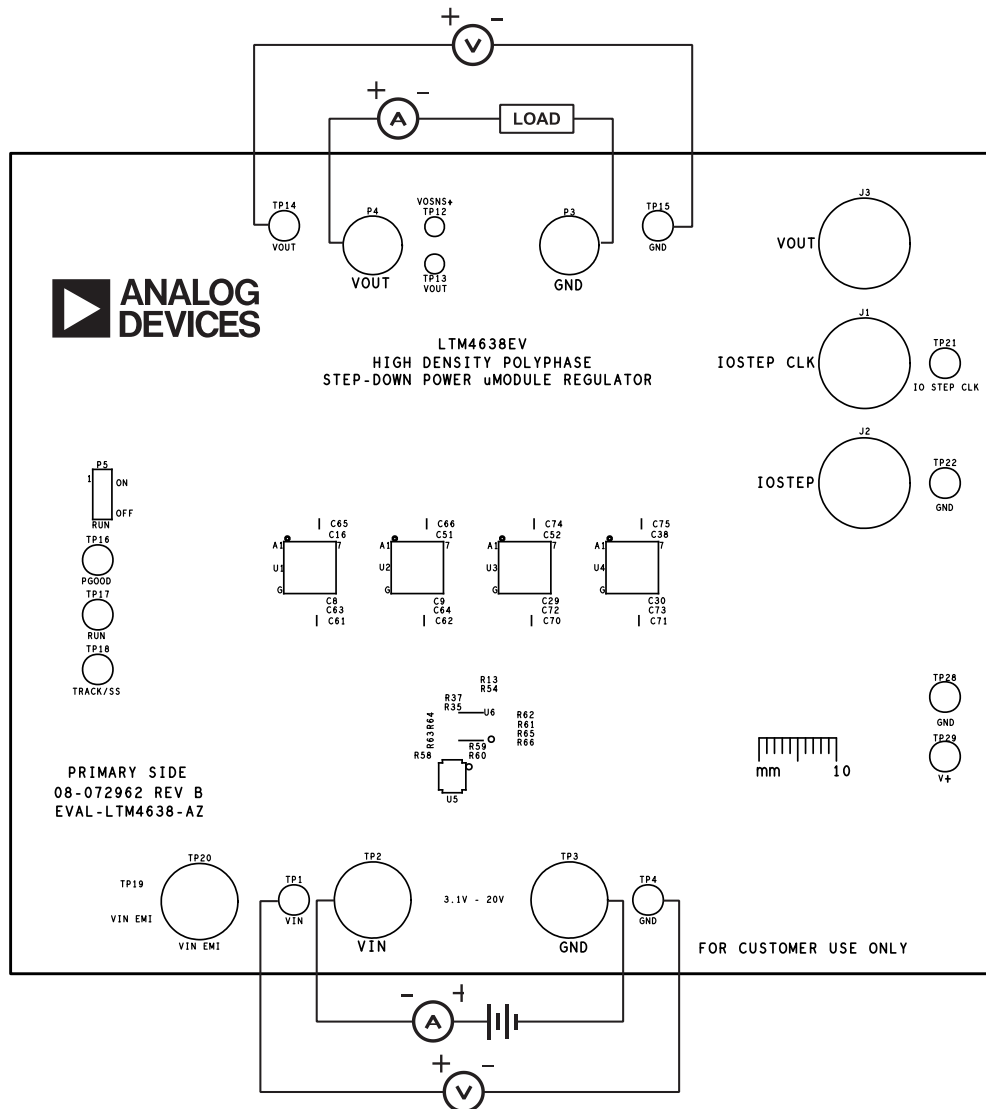 + V -
+ A -
LOAD
TP14
VOUT
P4
VOUT
VOSNS+
TP12
TP13
VOUT
P3
GND
TP15
GND
J3
VOUT
ANALOG
DEVICES
LTM4638EV
HIGH DENSITY POLYPHASE
STEP-DOWN POWER uMODULE REGULATOR
J1
IOSTEP CLK
TP21
IO STEP CLK
J2
IOSTEP
TP22
GND
P5
1
ON
OFF
RUN
TP16
PGOOD
TP17
RUN
TP18
TRACK/SS
C65
C16
A1
7
U1
G
C8
C63
C61
C66
C51
A1
7
U2
G
C9
C64
C62
C74
C52
A1
7
U3
G
C29
C72
C70
C75
C38
A1
7
U4
G
C30
C73
C71
R13
R54
R37
R35
U6
R64
R63
R62
R61
R65
R66
R58
R59
R60
U5
TP28
GND
TP29
V+
mm 10
PRIMARY SIDE
08-072962 REV B
EVAL-LTM4638-AZ
TP20
TP19
VIN EMI
VIN EMI
TP1
VIN
TP2
VIN
3.1V - 20V
TP3
GND
TP4
GND
FOR CUSTOMER USE ONLY
- A +
+ V -